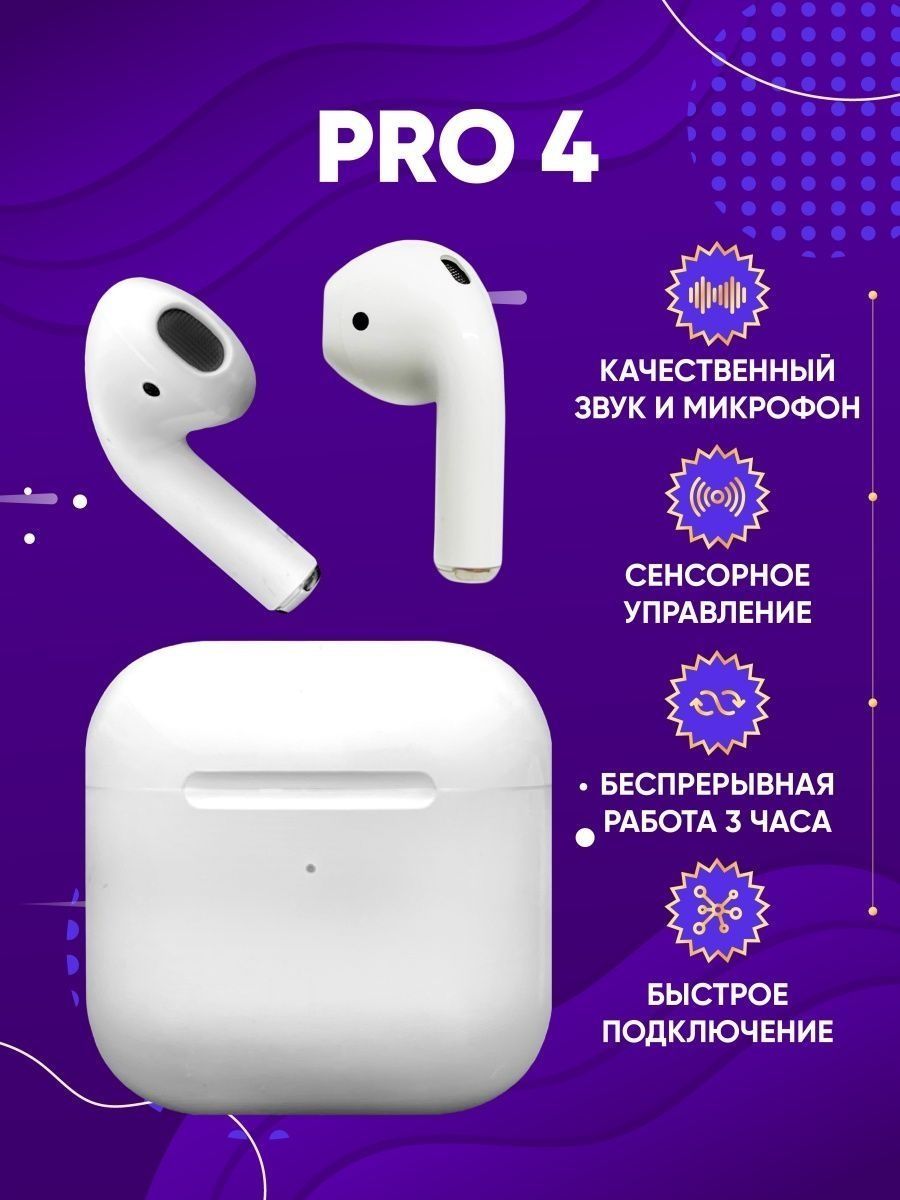 PRO 4
КАЧЕСТВЕННЫЙ
ЗВУК И МИКРОФОН
СЕНСОРНОЕ
УПРАВЛЕНИЕ
БЕСПРЕРЫВНАЯ
РАБОТА 3 ЧАСА
БЫСТРОЕ
ПОДКЛЮЧЕНИЕ